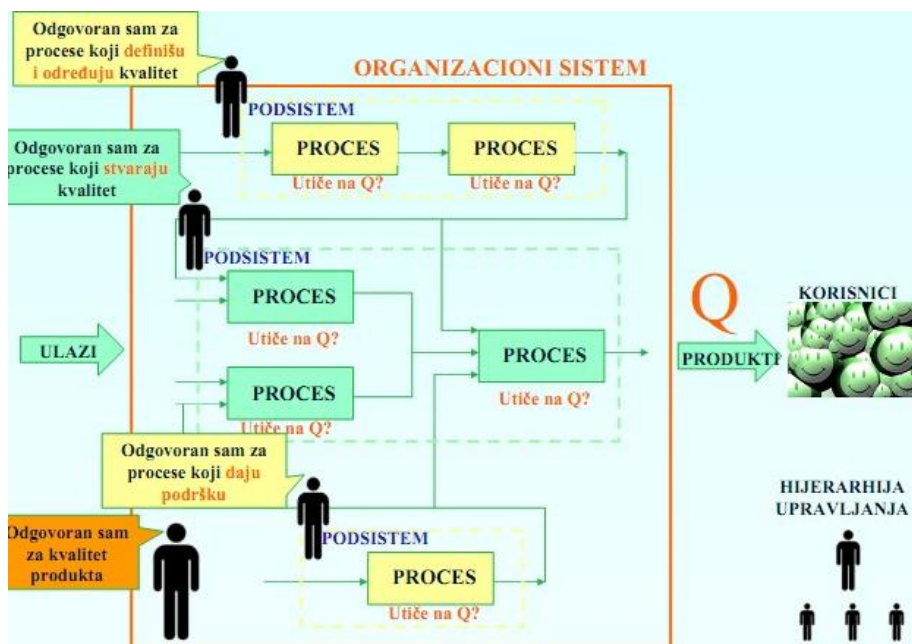 Odgovoran sam za
procese koji definišu
i određuju kvalitet
ORGANIZACIONI SISTEM
PODSISTEM
PROCES
PROCES
Utiče na Q?
Utiče na Q?
Odgovoran sam za
procese koji stvaraju
kvalitet
PODSISTEM
PROCES
Utiče na Q?
PROCES
Utiče na Q?
PROCES
Utiče na Q?
ULAZI
Q
PRODUKTI
KORISNICI
Odgovoran sam za
procese koji daju
podršku
Odgovoran sam
za kvalitet
produkta
PODSISTEM
PROCES
Utiče na Q?
HIJERARHIJA
UPRAVLJANJA